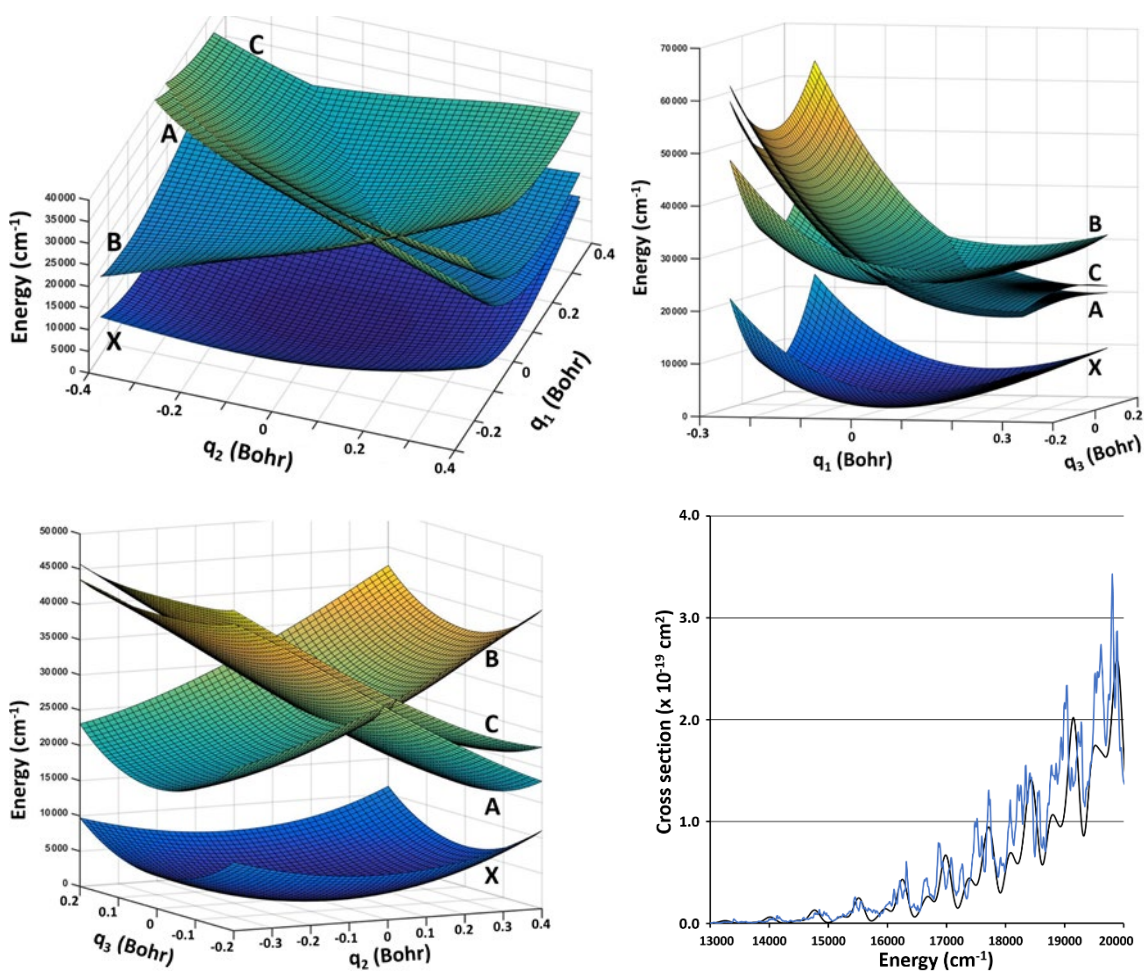 C
A
B
X
Energy (cm-1)
40000
35000
30000
25000
20000
15000
10000
5000
0
-0.4
-0.2
0
0.2
0.4
q2 (Bohr)
-0.2
0
0.2
0.4
q1 (Bohr)
70000
60000
50000
40000
30000
20000
10000
0
Energy (cm-1)
B
C
A
X
-0.3
0
0.3
q1 (Bohr)
-0.2
0
0.2
q3 (Bohr)
50000
45000
40000
35000
30000
25000
20000
15000
10000
5000
0
Energy (cm-1)
B
C
A
X
0.2
0.1
0
-0.1
-0.2
q3 (Bohr)
-0.3
-0.2
-0.1
0
0.1
0.2
0.3
0.4
q2 (Bohr)
4.0
3.0
2.0
1.0
0.0
Cross section (x 10-19 cm2)
13000 14000 15000 16000 17000 18000 19000 20000
Energy (cm-1)